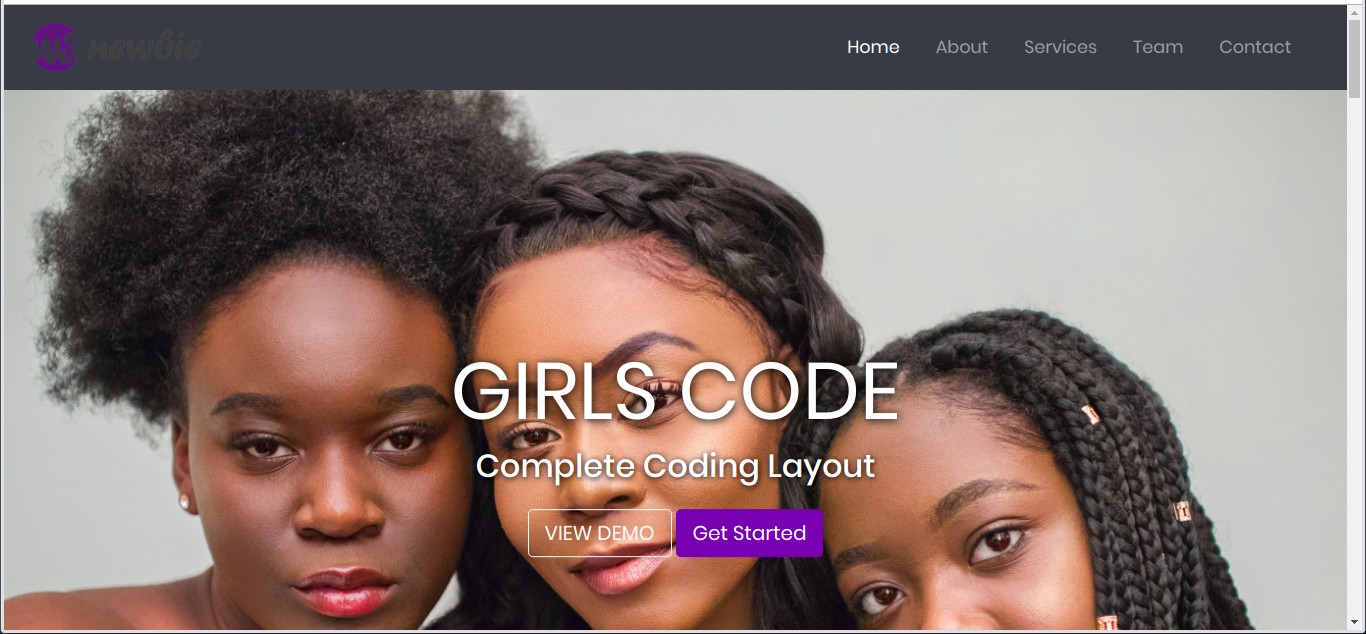 newbie
Home About Services Team Contact
GIRLS CODE
Complete Coding Layout
VIEW DEMO Get Started